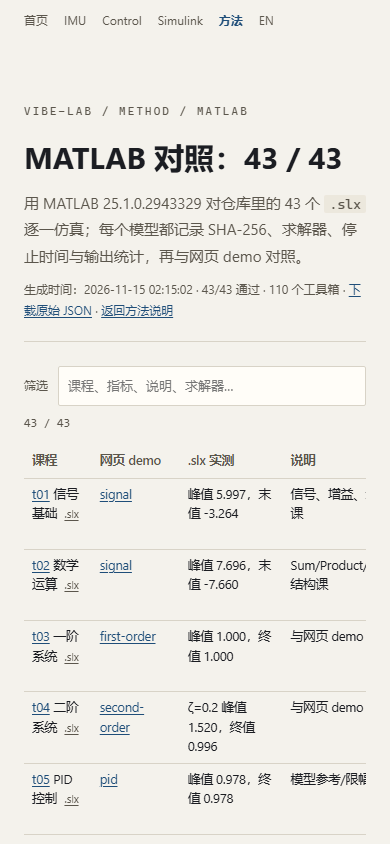 首页 IMU Control Simulink 方法 EN
VIBE-LAB / METHOD / MATLAB
MATLAB 对照：43 / 43
用 MATLAB 25.1.0.2943329 对仓库里的 43 个 .slx
逐一仿真；每个模型都记录 SHA-256、求解器、停
止时间与输出统计，再与网页 demo 对照。
生成时间：2026-11-15 02:15:02 · 43/43 通过 · 110 个工具箱 · 下
载原始 JSON · 返回方法说明
筛选 课程、指标、说明、求解器…
43 / 43
课程 网页 demo .slx 实测 说明
t01 信号 signal 峰值 5.997，末 信号、增益、
基础 .slx 值 -3.264 课
t02 数学 signal 峰值 7.696，末 Sum/Product/
运算 .slx 值 -7.660 结构课
t03 一阶 first-order 峰值 1.000，终 与网页 demo
系统 .slx 值 1.000
t04 二阶 second- ζ=0.2 峰值 与网页 demo
系统 .slx order 1.520，终值
0.996
t05 PID pid 峰值 0.978，终 模型参考/限幅
控制 .slx 值 0.978